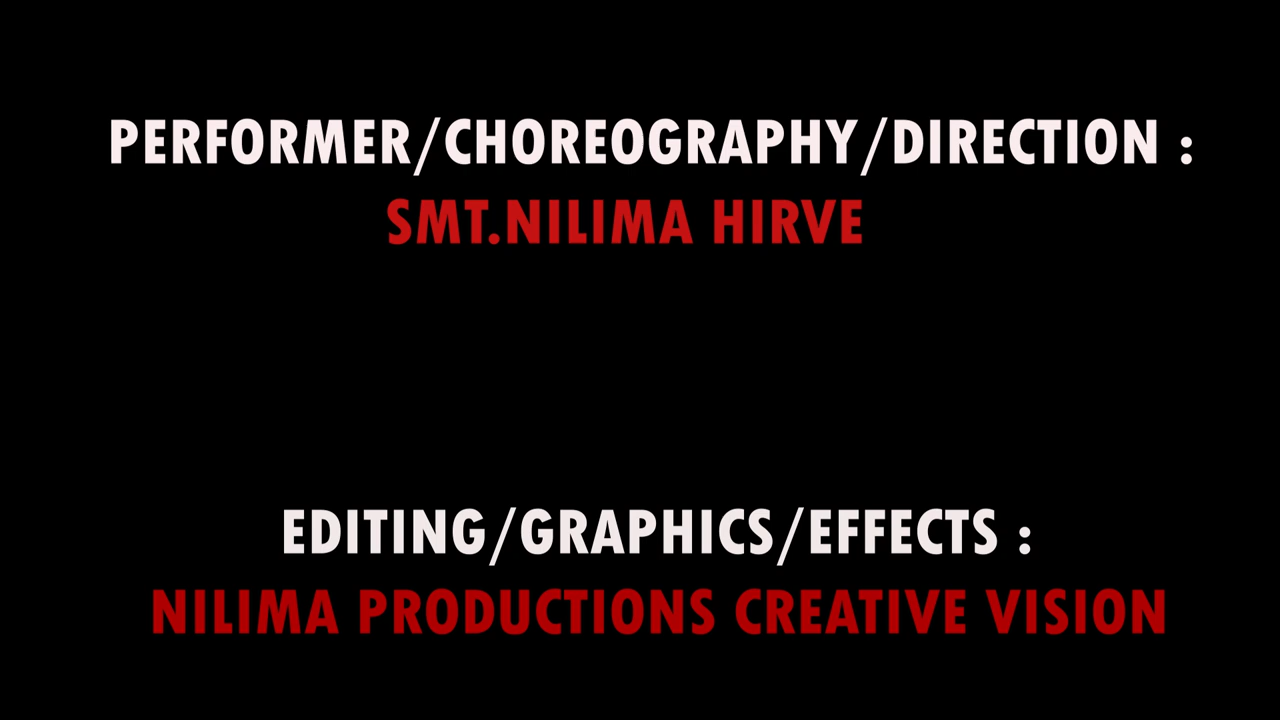 PERFORMER/CHOREOGRAPHY/DIRECTION :
SMT.NILIMA HIRVE
EDITING/GRAPHICS/EFFECTS :
NILIMA PRODUCTIONS CREATIVE VISION